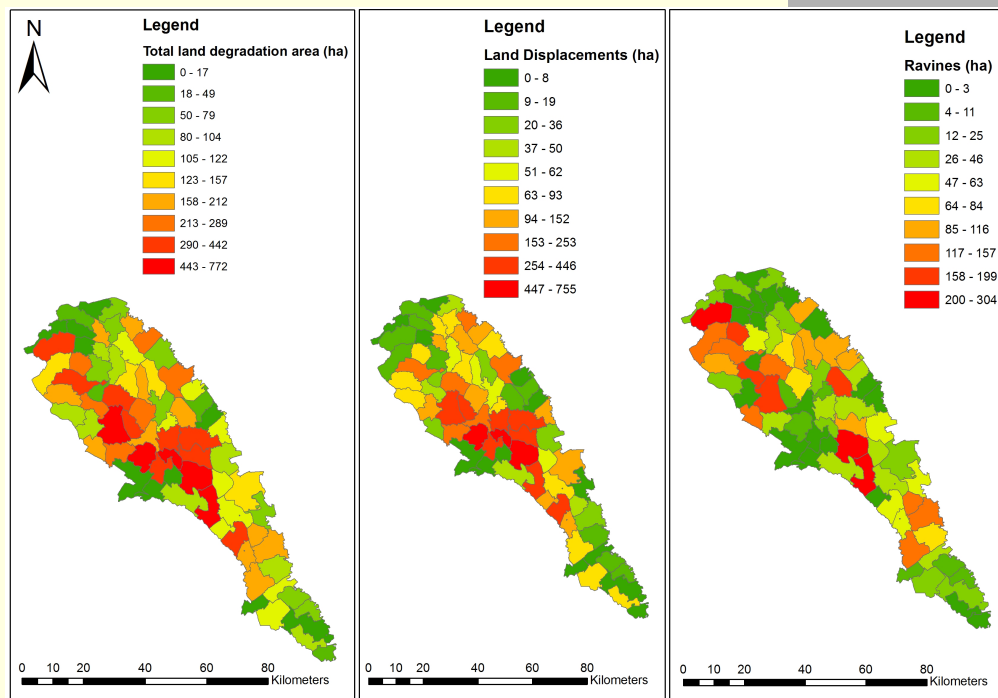 N
Legend
Total land degradation area (ha)
0 - 17
18 - 49
50 - 79
80 - 104
105 - 122
123 - 157
158 - 212
213 - 289
290 - 442
443 - 772
0 10 20 40 60 80
Kilometers
Legend
Land Displacements (ha)
0 - 8
9 - 19
20 - 36
37 - 50
51 - 62
63 - 93
94 - 152
153 - 253
254 - 446
447 - 755
0 10 20 40 60 80
Kilometers
Legend
Ravines (ha)
0 - 3
4 - 11
12 - 25
26 - 46
47 - 63
64 - 84
85 - 116
117 - 157
158 - 199
200 - 304
0 10 20 40 60 80
Kilometers